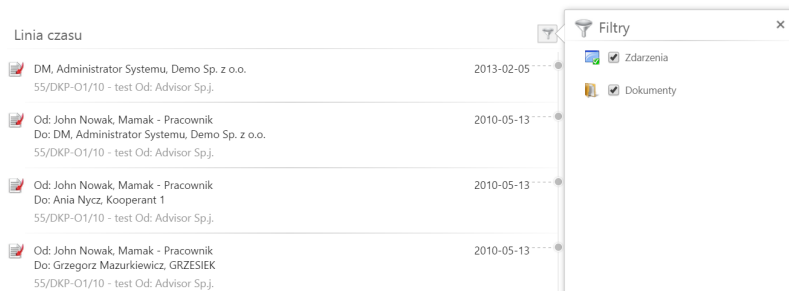 Linia czasu
DM, Administrator Systemu, Demo Sp. z o.o.
2013-02-05
55/DKP-O1/10 - test Od: Advisor Sp.j.
Od: John Nowak, Mamak - Pracownik
2010-05-13
Do: DM, Administrator Systemu, Demo Sp. z o.o.
55/DKP-O1/10 - test Od: Advisor Sp.j.
Od: John Nowak, Mamak - Pracownik
2010-05-13
Do: Ania Nycz, Kooperant 1
55/DKP-O1/10 - test Od: Advisor Sp.j.
Od: John Nowak, Mamak - Pracownik
2010-05-13
Do: Grzegorz Mazurkiewicz, GRZESIEK
55/DKP-O1/10 - test Od: Advisor Sp.j.
Filtry
Zdarzenia
Dokumenty